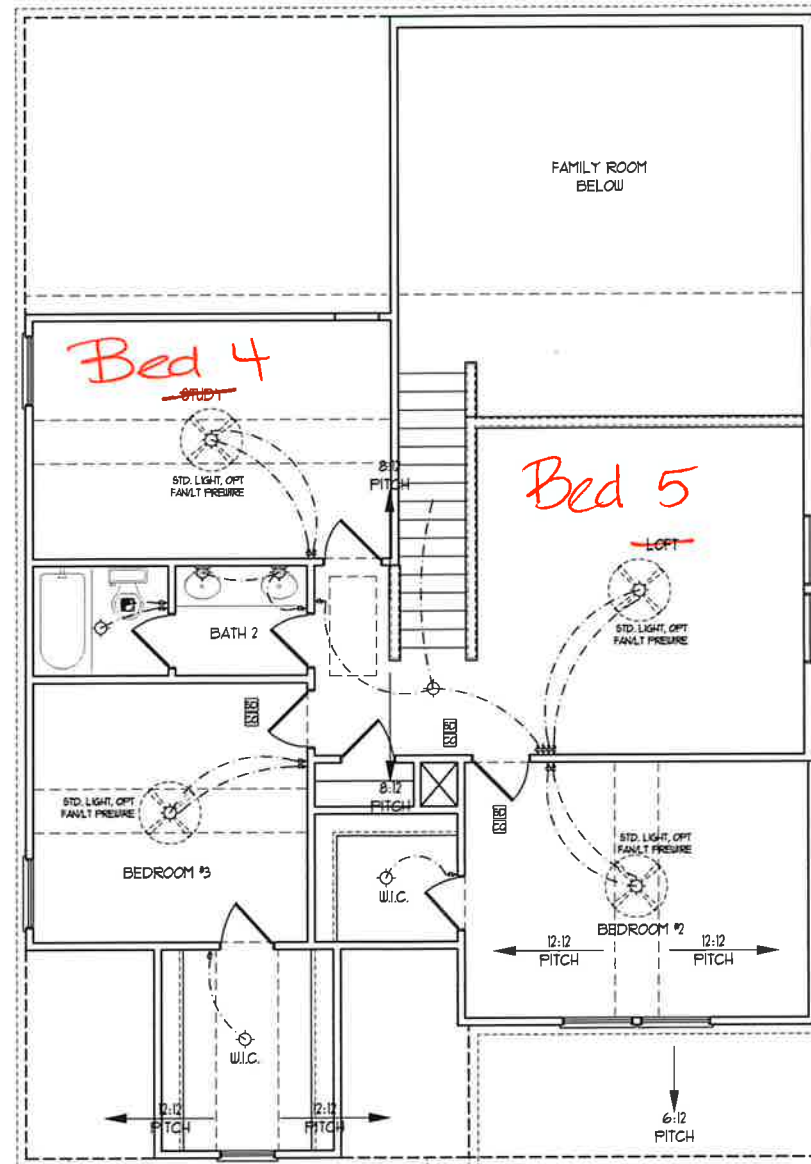 FAMILY ROOM
BELOW
Bed 4
STUDY
STD. LIGHT, OPT
FAN/LT PREWIRE
8:12
PITCH
Bed 5
LOFT
STD. LIGHT, OPT
FAN/LT PREWIRE
BATH 2
8:12
PITCH
STD. LIGHT, OPT
FAN/LT PREWIRE
BEDROOM #3
W.I.C.
STD. LIGHT, OPT
FAN/LT PREWIRE
BEDROOM #2
12:12
PITCH
12:12
PITCH
W.I.C.
12:12
PITCH
12:12
PITCH
6:12
PITCH